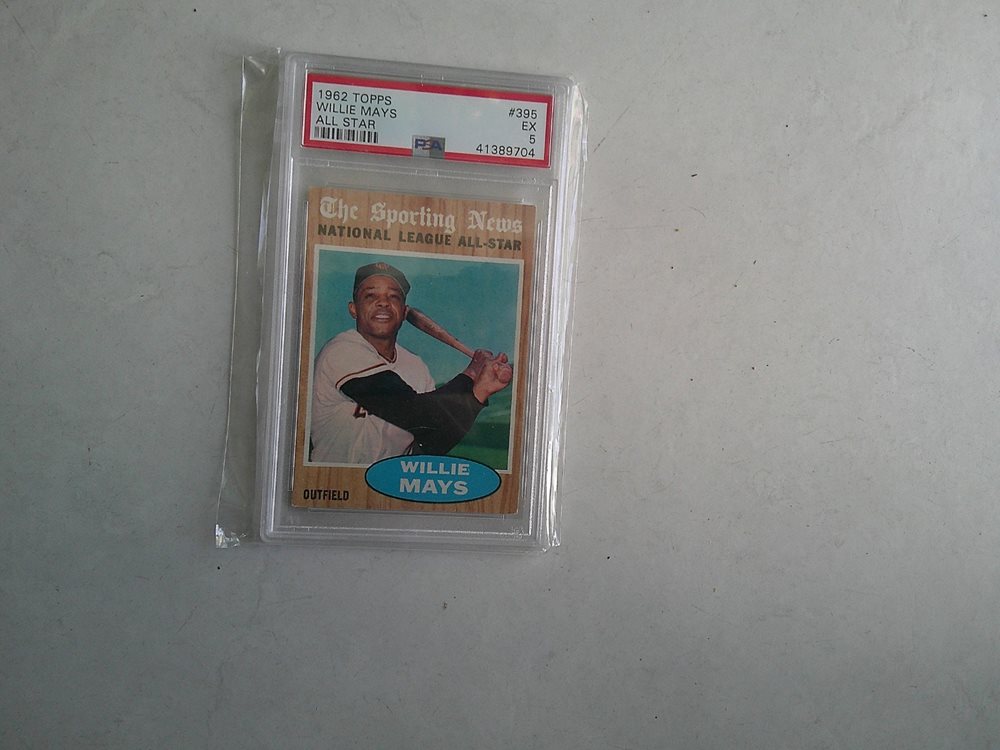 1962 TOPPS
WILLIE MAYS
ALL STAR
#395
EX
5
PSA
41389704
The Sporting News
NATIONAL LEAGUE ALL-STAR
WILLIE
MAYS
OUTFIELD